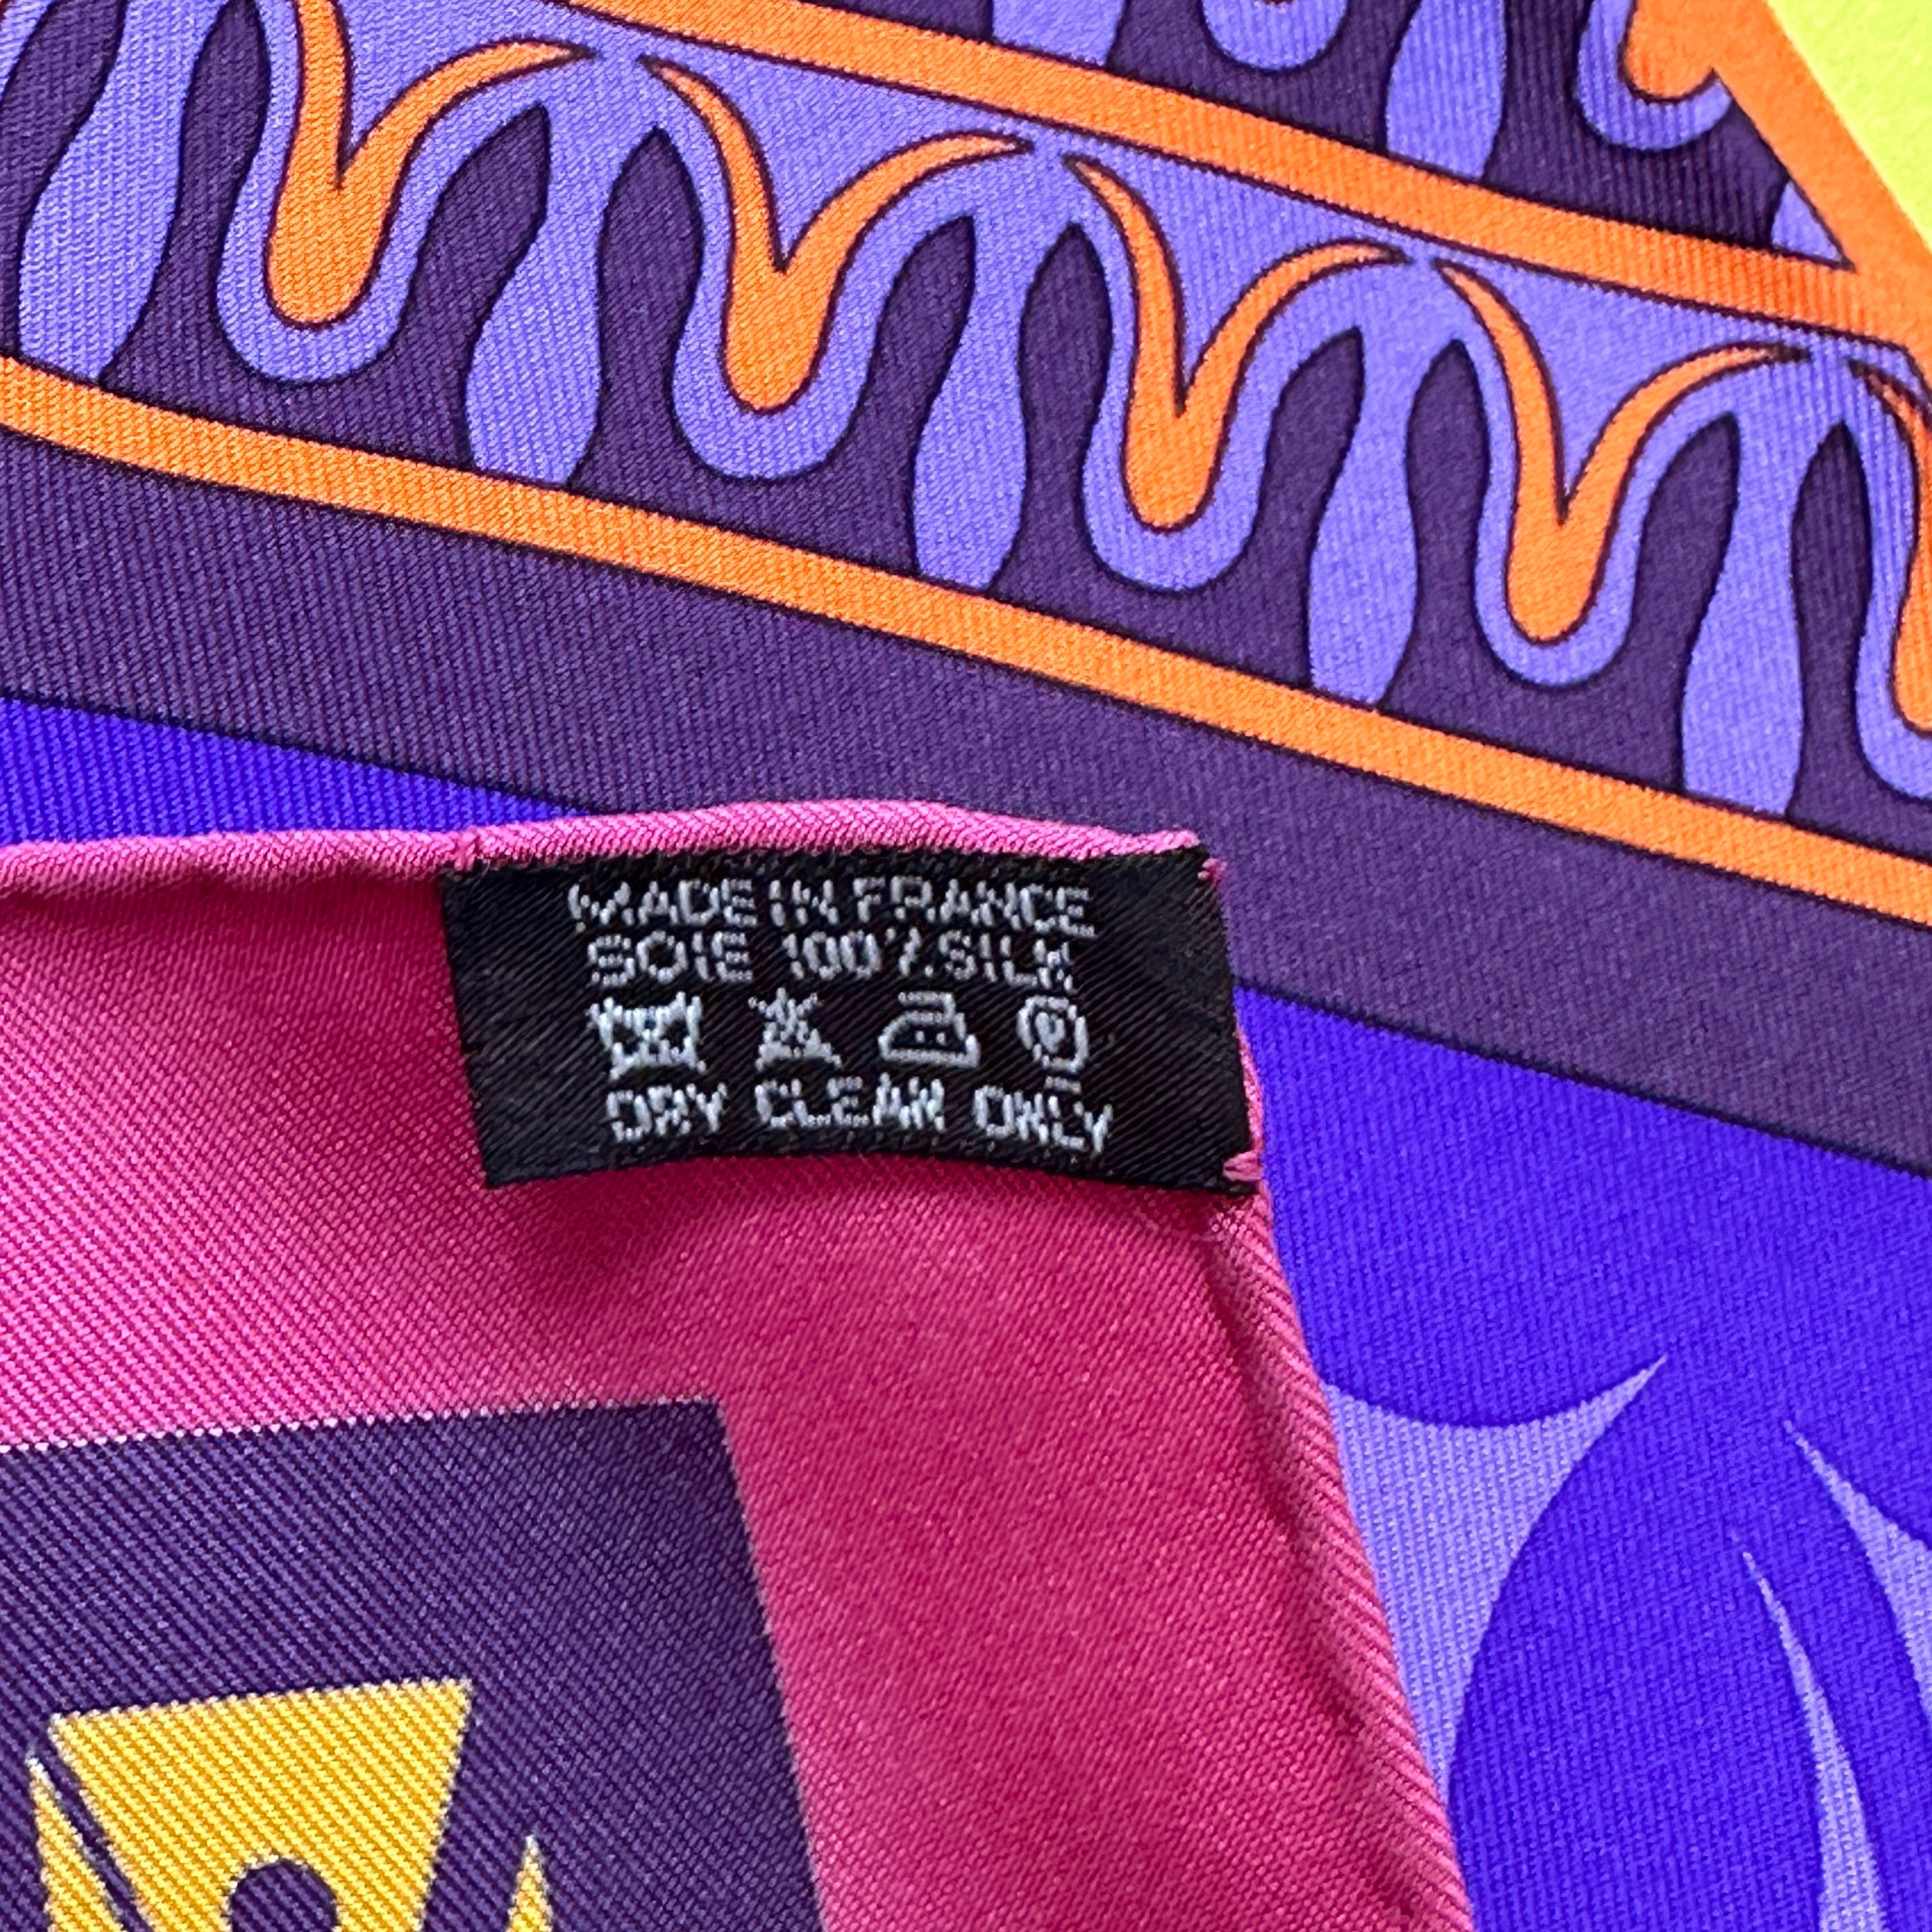 MADE IN FRANCE
SOIE 100% SILK
DRY CLEAN ONLY